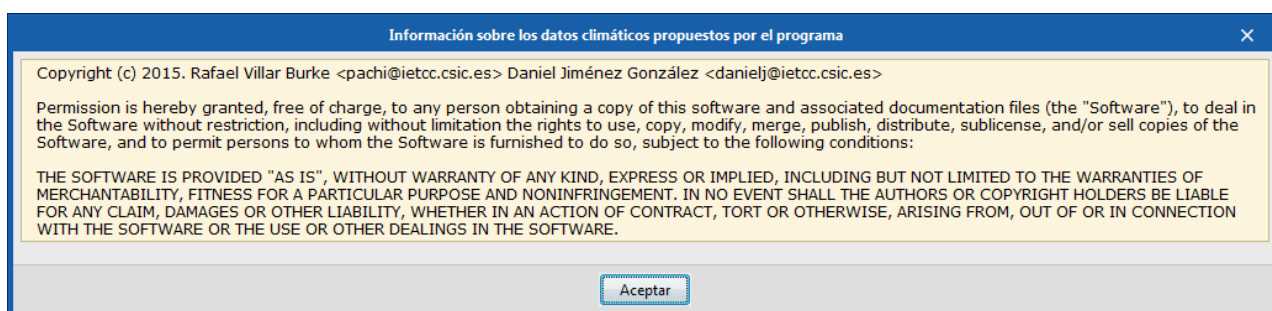 Información sobre los datos climáticos propuestos por el programa
Copyright (c) 2015. Rafael Villar Burke <pachi@ietcc.csic.es> Daniel Jiménez González <danielj@ietcc.csic.es>
Permission is hereby granted, free of charge, to any person obtaining a copy of this software and associated documentation files (the "Software"), to deal in
the Software without restriction, including without limitation the rights to use, copy, modify, merge, publish, distribute, sublicense, and/or sell copies of the
Software, and to permit persons to whom the Software is furnished to do so, subject to the following conditions:
THE SOFTWARE IS PROVIDED "AS IS", WITHOUT WARRANTY OF ANY KIND, EXPRESS OR IMPLIED, INCLUDING BUT NOT LIMITED TO THE WARRANTIES OF
MERCHANTABILITY, FITNESS FOR A PARTICULAR PURPOSE AND NONINFRINGEMENT. IN NO EVENT SHALL THE AUTHORS OR COPYRIGHT HOLDERS BE LIABLE
FOR ANY CLAIM, DAMAGES OR OTHER LIABILITY, WHETHER IN AN ACTION OF CONTRACT, TORT OR OTHERWISE, ARISING FROM, OUT OF OR IN CONNECTION
WITH THE SOFTWARE OR THE USE OR OTHER DEALINGS IN THE SOFTWARE.
Aceptar